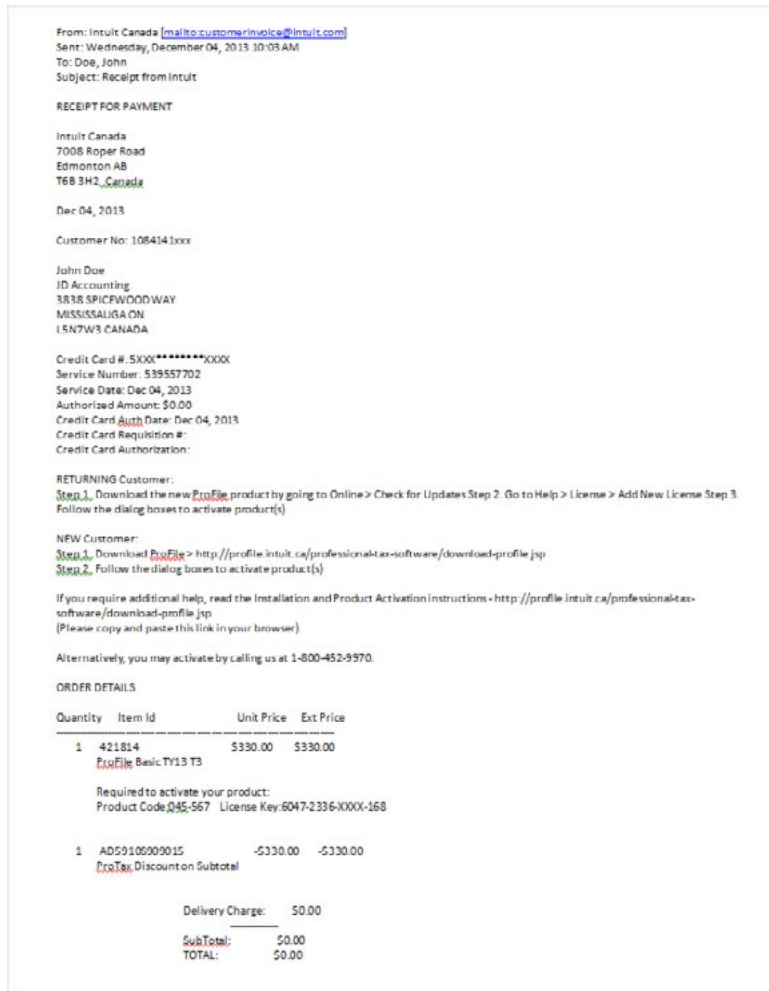 From: Intuit Canada [mailto:customerinvoice@intuit.com]
Sent: Wednesday, December 04, 2013 10:03 AM
To: Doe, John
Subject: Receipt from Intuit
RECEIPT FOR PAYMENT
Intuit Canada
7008 Roper Road
Edmonton AB
T6B 3H2 Canada
Dec 04, 2013
Customer No: 1084141xxx
John Doe
JD Accounting
3838 SPICEWOOD WAY
MISSISSAUGA ON
L5N7W3 CANADA
Credit Card #: 5XXX********XXXX
Service Number: 539557702
Service Date: Dec 04, 2013
Authorized Amount: $0.00
Credit Card Auth Date: Dec 04, 2013
Credit Card Requisition #:
Credit Card Authorization:
RETURNING Customer:
Step 1. Download the new ProFile product by going to Online > Check for Updates Step 2. Go to Help > License > Add New License Step 3.
Follow the dialog boxes to activate product(s)
NEW Customer:
Step 1. Download ProFile > http://profile.intuit.ca/professional-tax-software/download-profile.jsp
Step 2. Follow the dialog boxes to activate product(s)
If you require additional help, read the Installation and Product Activation instructions - http://profile.intuit.ca/professional-tax-
software/download-profile.jsp
(Please copy and paste this link in your browser).
Alternatively, you may activate by calling us at 1-800-452-9970.
ORDER DETAILS
Quantity Item Id Unit Price Ext Price
1 421814 $330.00 $330.00
ProFile Basic TY13 T3
Required to activate your product:
Product Code:045-567 License Key:6047-2336-XXXX-168
1 ADS9108909015 -$330.00 -$330.00
ProTax Discount on Subtotal
Delivery Charge: $0.00
SubTotal: $0.00
TOTAL: $0.00